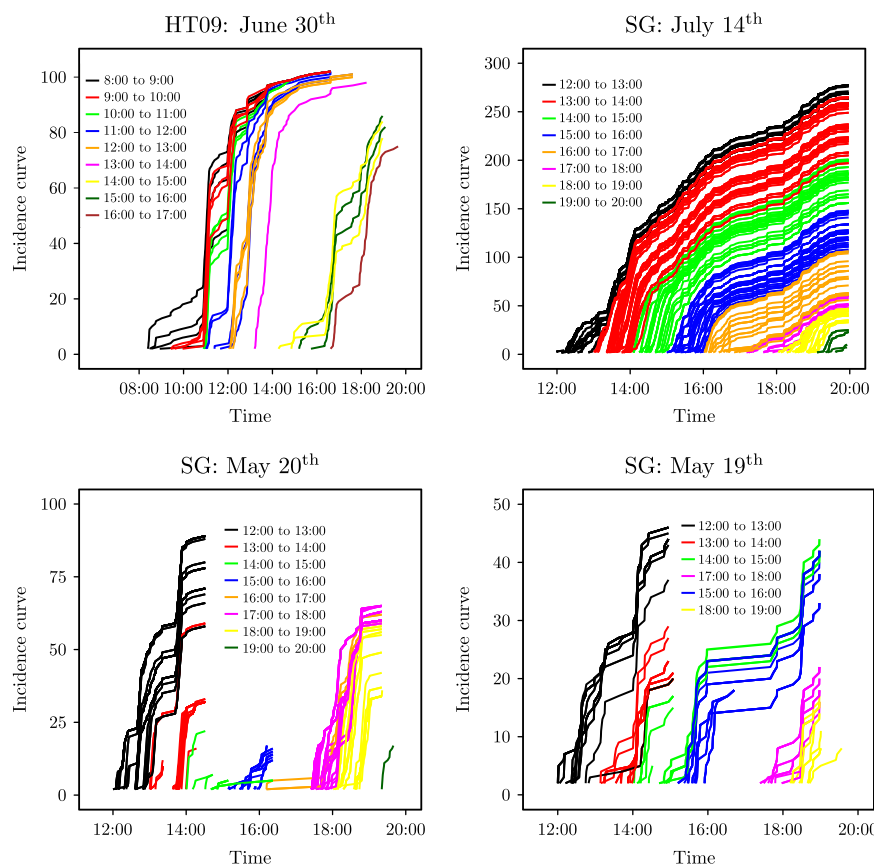 HT09: June 30th
SG: July 14th
Incidence curve
100
80
60
40
20
0
8:00 to 9:00
9:00 to 10:00
10:00 to 11:00
11:00 to 12:00
12:00 to 13:00
13:00 to 14:00
14:00 to 15:00
15:00 to 16:00
16:00 to 17:00
08:00 10:00 12:00 14:00 16:00 18:00 20:00
Time
Incidence curve
300
250
200
150
100
50
0
12:00 to 13:00
13:00 to 14:00
14:00 to 15:00
15:00 to 16:00
16:00 to 17:00
17:00 to 18:00
18:00 to 19:00
19:00 to 20:00
12:00 14:00 16:00 18:00 20:00
Time
SG: May 20th
SG: May 19th
Incidence curve
100
75
50
25
0
12:00 to 13:00
13:00 to 14:00
14:00 to 15:00
15:00 to 16:00
16:00 to 17:00
17:00 to 18:00
18:00 to 19:00
19:00 to 20:00
12:00 14:00 16:00 18:00 20:00
Time
Incidence curve
50
40
30
20
10
0
12:00 to 13:00
13:00 to 14:00
14:00 to 15:00
17:00 to 18:00
15:00 to 16:00
18:00 to 19:00
12:00 14:00 16:00 18:00 20:00
Time